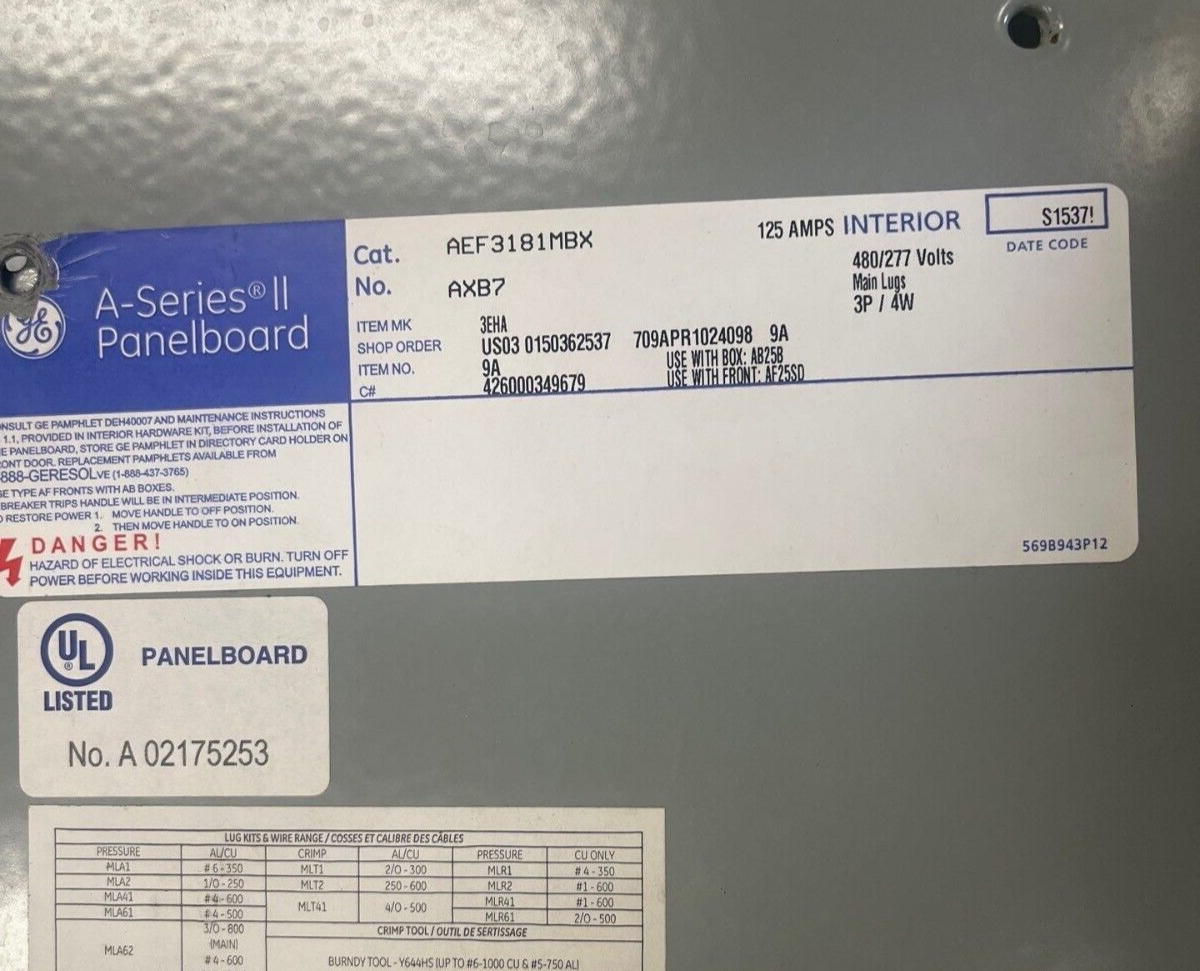 GE
A-Series® II
Panelboard
Cat.
No.
AEF3181MBX
AXB7
125 AMPS INTERIOR
480/277 Volts
Main Lugs
3P / 4W
S1537!
DATE CODE
ITEM MK 3EHA
SHOP ORDER US03 0150362537 709APR1024098 9A
ITEM NO. 9A USE WITH BOX: AB25B
C# 426000349679 USE WITH FRONT: AF25SD
NSULT GE PAMPHLET DEH40007 AND MAINTENANCE INSTRUCTIONS
1.1, PROVIDED IN INTERIOR HARDWARE KIT, BEFORE INSTALLATION OF
E PANELBOARD, STORE GE PAMPHLET IN DIRECTORY CARD HOLDER ON
ONT DOOR. REPLACEMENT PAMPHLETS AVAILABLE FROM
-888-GERESOLVE (1-888-437-3765)
SE TYPE AF FRONTS WITH AB BOXES.
BREAKER TRIPS HANDLE WILL BE IN INTERMEDIATE POSITION.
O RESTORE POWER 1. MOVE HANDLE TO OFF POSITION.
2. THEN MOVE HANDLE TO ON POSITION.
DANGER!
HAZARD OF ELECTRICAL SHOCK OR BURN. TURN OFF
POWER BEFORE WORKING INSIDE THIS EQUIPMENT.
569B943P12
UL ®
LISTED
PANELBOARD
No. A 02175253
LUG KITS & WIRE RANGE / COSSES ET CALIBRE DES CÂBLES
PRESSURE AL/CU CRIMP AL/CU PRESSURE CU ONLY
MLA1 #6-350 MLT1 2/0-300 MLR1 #4-350
MLA2 1/0-250 MLT2 250-600 MLR2 #1-600
MLA41 #4-600 MLT41 4/0-500 MLR41 #1-600
MLA61 #4-500 MLR61 2/0-500
MLA62 3/0-800 (MAIN) #4-600
CRIMP TOOL / OUTIL DE SERTISSAGE
BURNDY TOOL - Y644HS (UP TO #6-1000 CU & #5-750 AL)